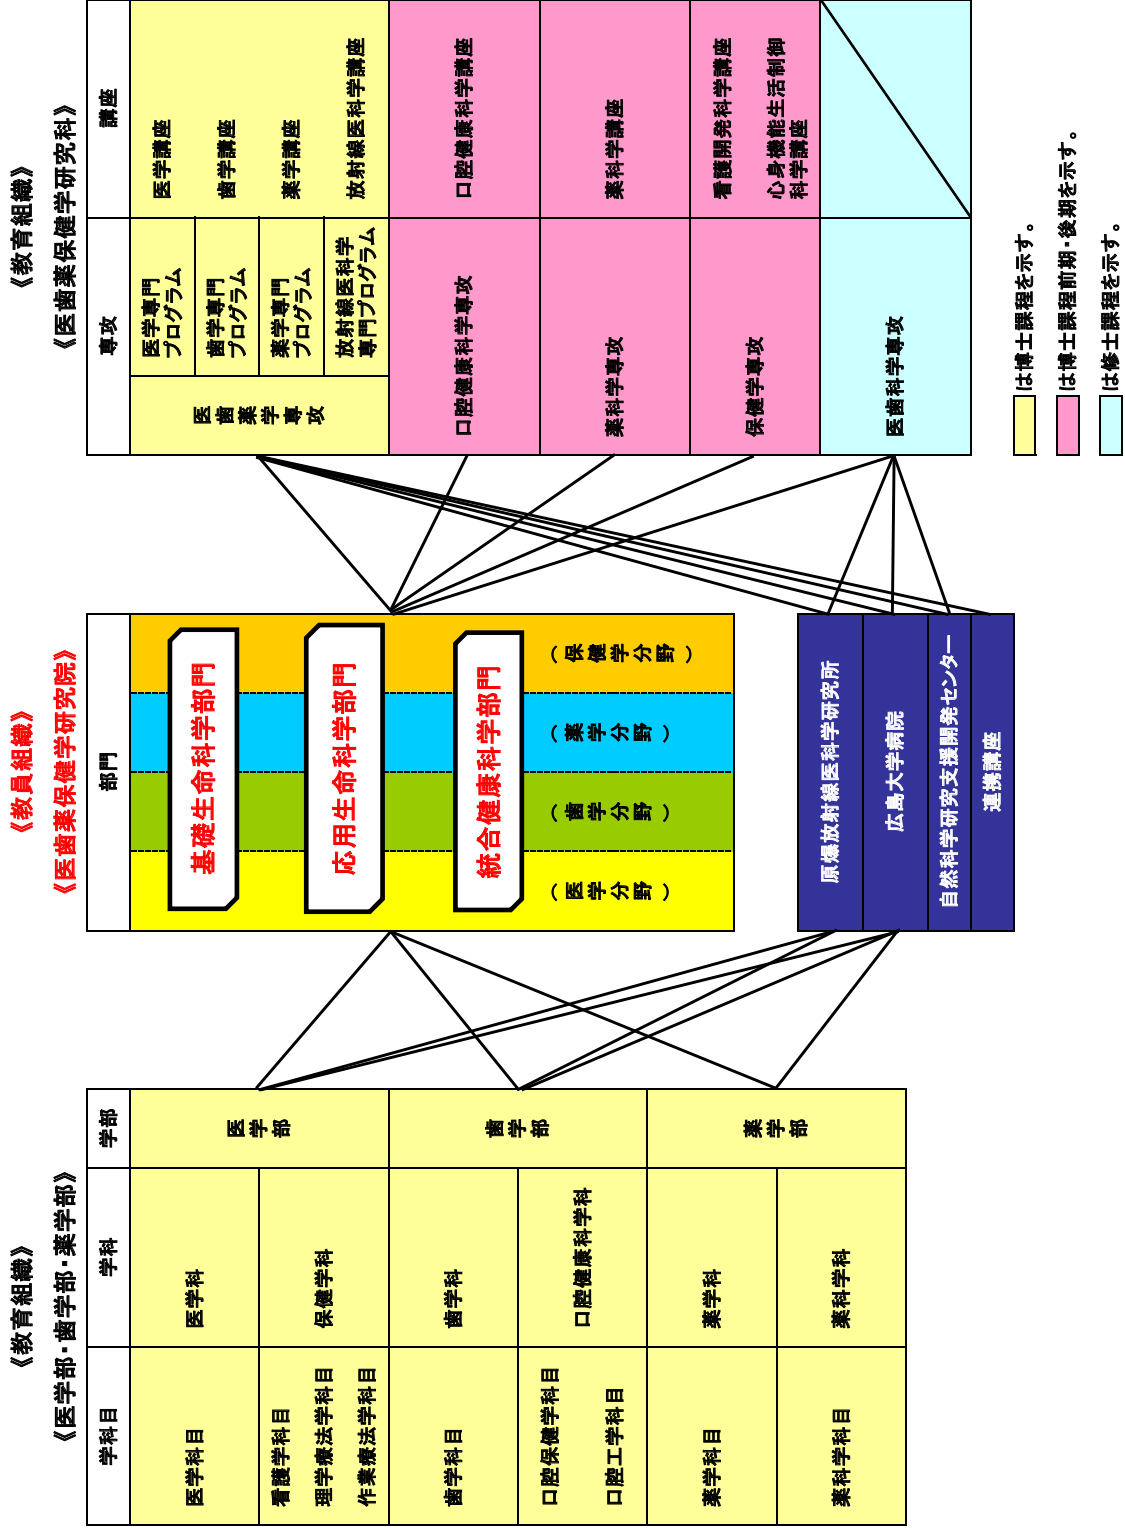 《教育組織》
《医学部・歯学部・薬学部》
学科目
学科
学部
医学科目
医学科
医学部
看護学科目
理学療法学科目
作業療法学科目
保健学科
歯学科目
歯学科
歯学部
口腔保健学科目
口腔工学科目
口腔健康科学科
薬学科目
薬学科
薬学部
薬科学科目
薬科学科
《教員組織》
《医歯薬保健学研究院》
部門
基礎生命科学部門
応用生命科学部門
統合健康科学部門
（医学分野）
（歯学分野）
（薬学分野）
（保健学分野）
原爆放射線医科学研究所
広島大学病院
自然科学研究支援開発センター
連携講座
《教育組織》
《医歯薬保健学研究科》
専攻
講座
医歯薬学専攻
医学専門
プログラム
医学講座
歯学専門
プログラム
歯学講座
薬学専門
プログラム
薬学講座
放射線医科学
専門プログラム
放射線医科学講座
口腔健康科学専攻
口腔健康科学講座
薬科学専攻
薬科学講座
保健学専攻
看護開発科学講座
心身機能生活制御
科学講座
医歯科学専攻
は博士課程を示す。
は博士課程前期・後期を示す。
は修士課程を示す。